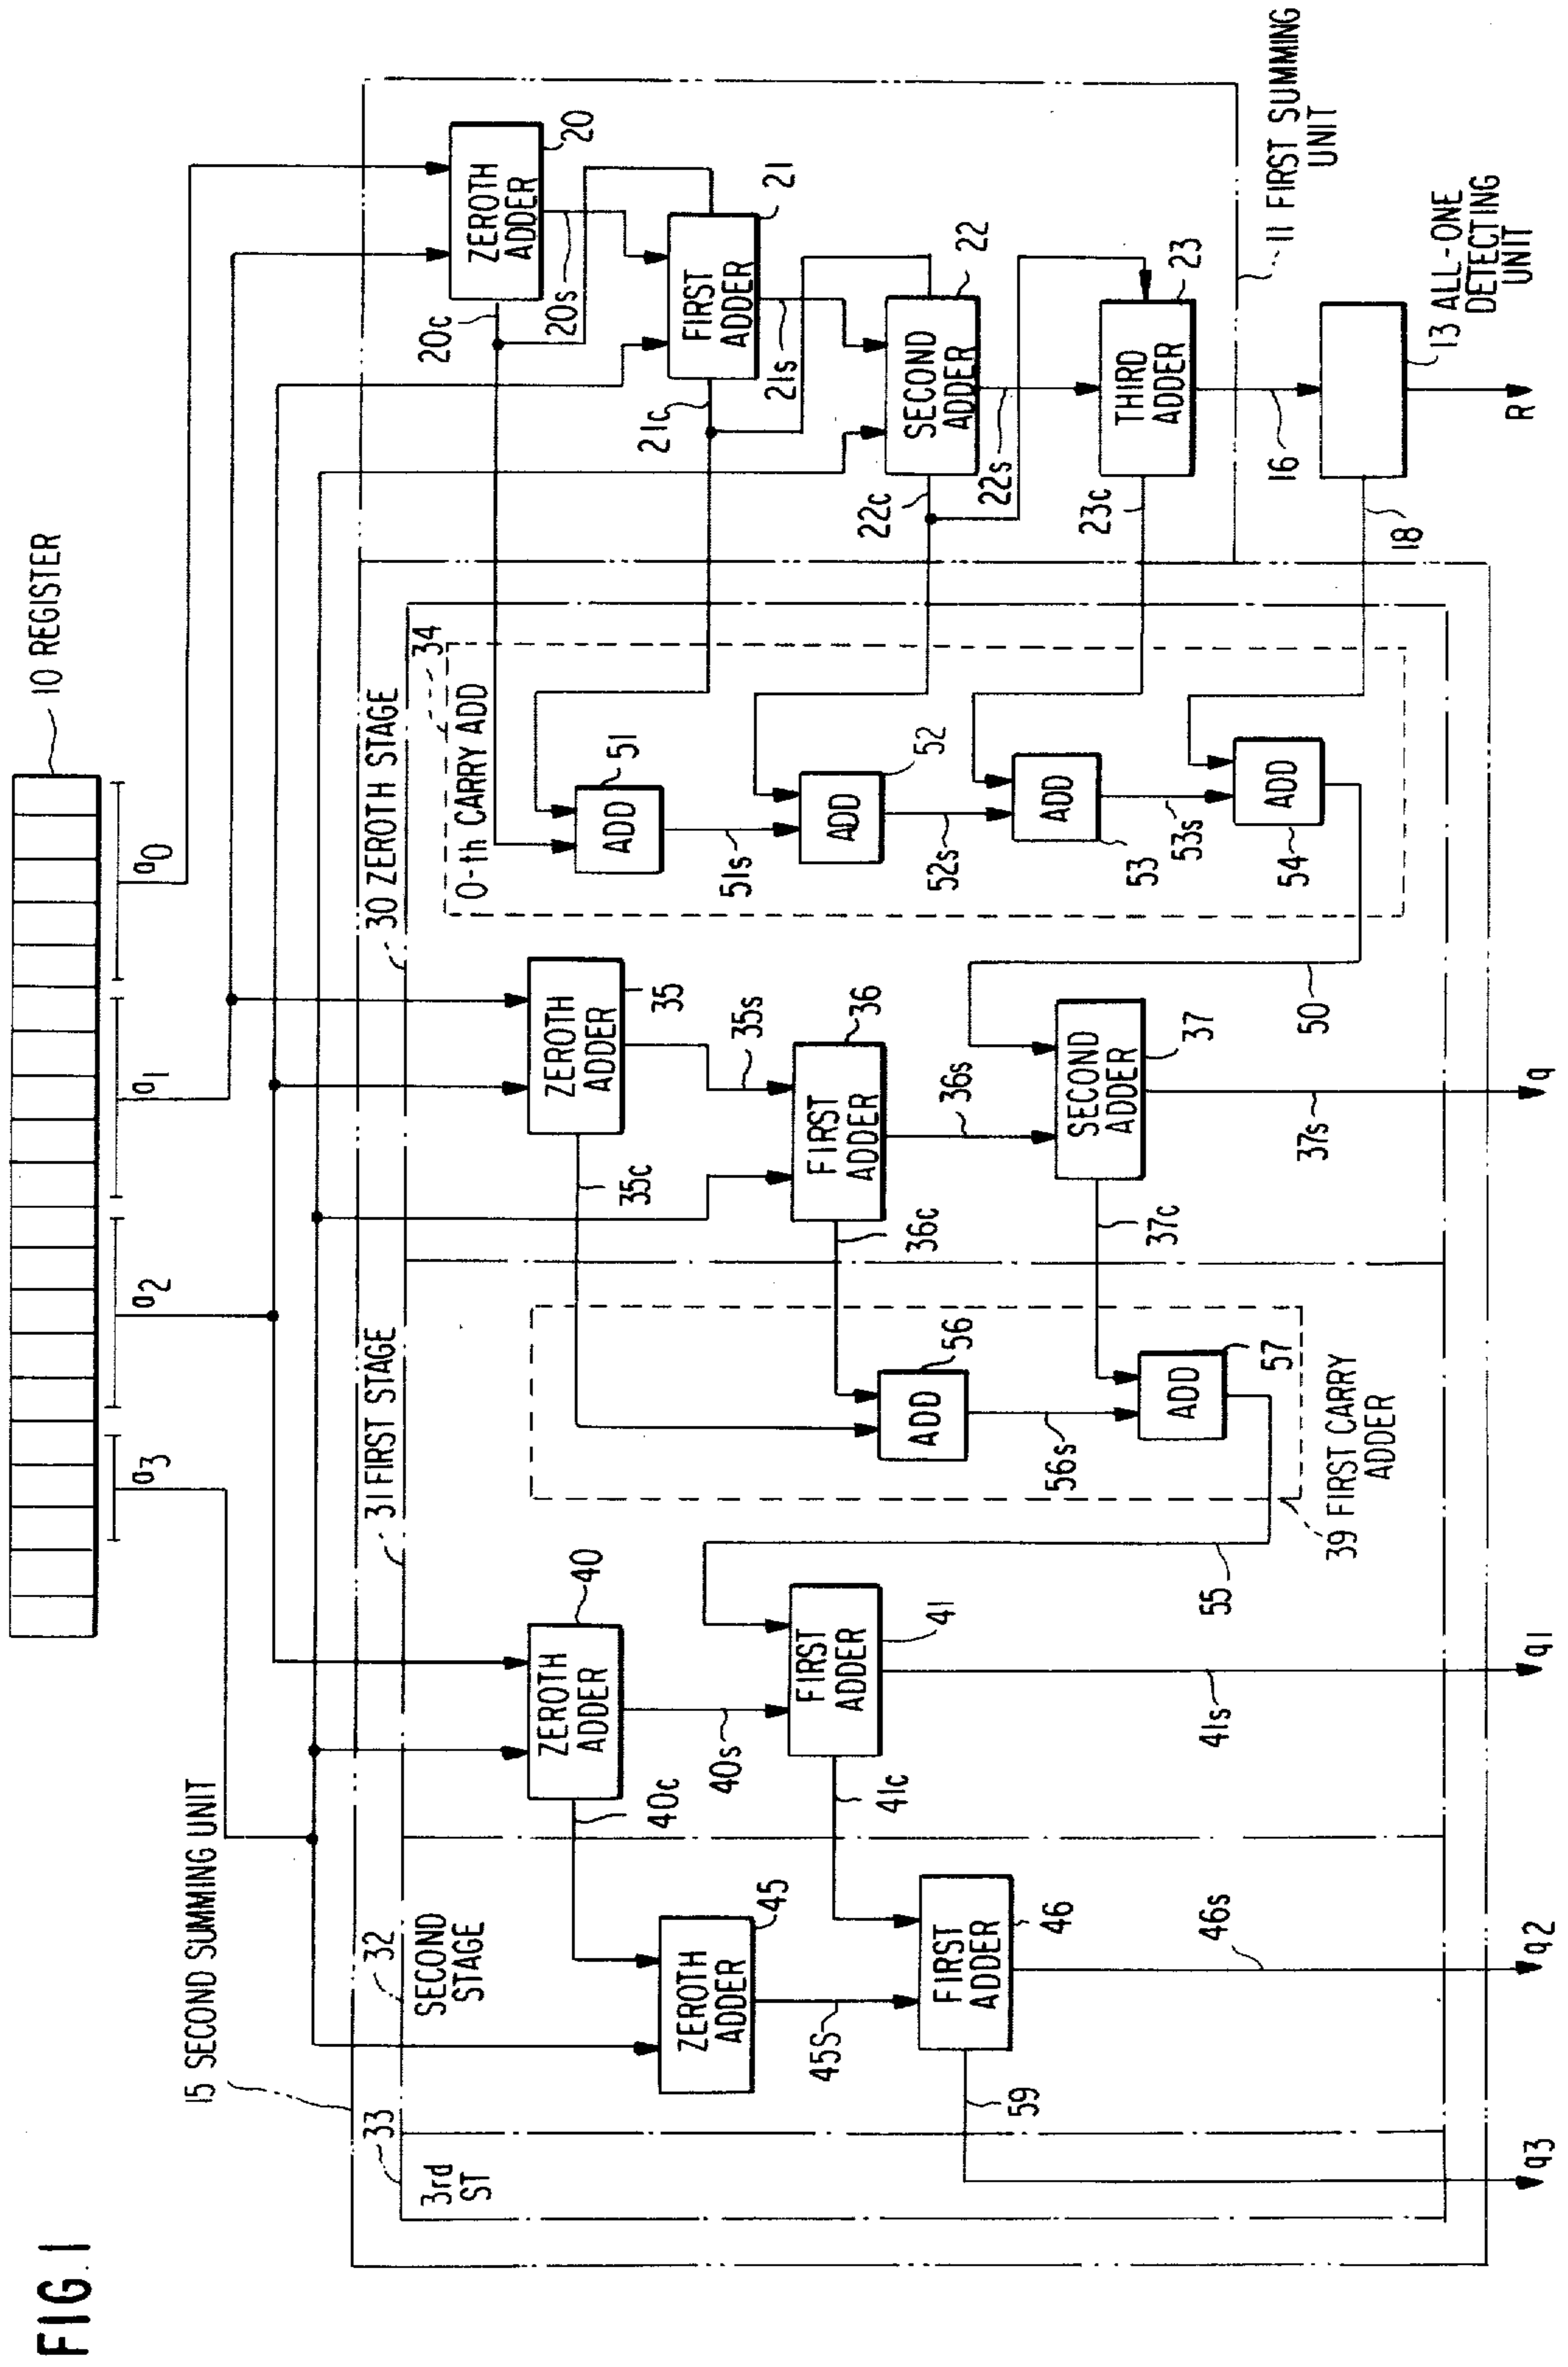 FIG. 1
10 REGISTER
a3
a2
a1
a0
15 SECOND SUMMING UNIT
33
3rd
ST
32
SECOND
STAGE
31 FIRST STAGE
30 ZEROTH STAGE
34
0-th CARRY ADD
ZEROTH
ADDER
20
20c
20s
FIRST
ADDER
21
21c
21s
SECOND
ADDER
22
22c
22s
THIRD
ADDER
23
23c
11 FIRST SUMMING
UNIT
13 ALL-ONE
DETECTING
UNIT
16
18
R
ADD
51
51s
ADD
52
52s
ADD
53
53s
ADD
54
50
ZEROTH
ADDER
35
35s
35c
FIRST
ADDER
36
36s
36c
SECOND
ADDER
37
37s
37c
q
ADD
56
56s
ADD
57
39 FIRST CARRY
ADDER
55
ZEROTH
ADDER
40
40s
40c
FIRST
ADDER
41
41s
41c
q1
ZEROTH
ADDER
45
45S
FIRST
ADDER
46
46s
59
q2
q3